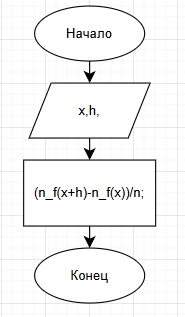 Начало
x,h,
(n_f(x+h)-n_f(x))/n;
Конец